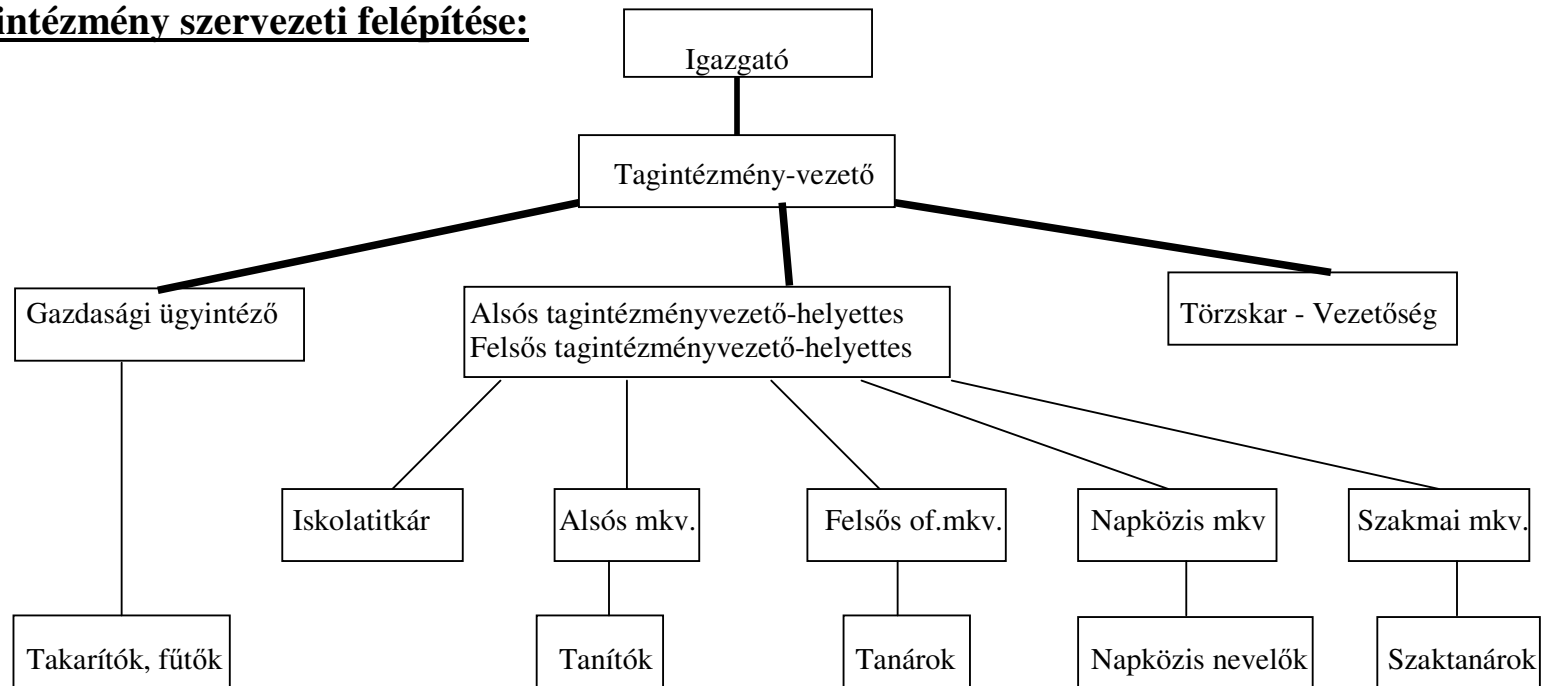 intézmény szervezeti felépítése:
Igazgató
Tagintézmény-vezető
Gazdasági ügyintéző
Alsós tagintézményvezető-helyettes
Felsős tagintézményvezető-helyettes
Törzskar - Vezetőség
Iskolatitkár
Alsós mkv.
Felsős of.mkv.
Napközis mkv
Szakmai mkv.
Takarítók, fűtők
Tanítók
Tanárok
Napközis nevelők
Szaktanárok